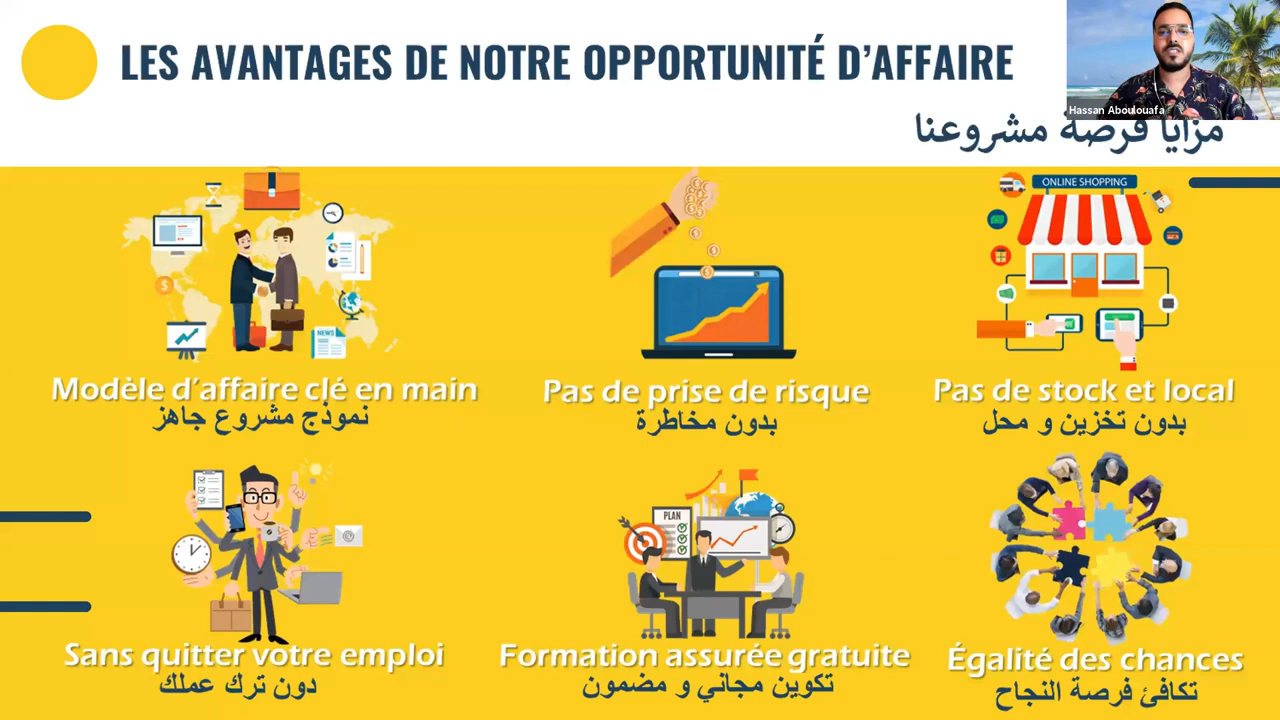 LES AVANTAGES DE NOTRE OPPORTUNITÉ D'AFFAIRE
Hassan Aboulouafa
مزايا فرصة مشروعنا
ONLINE SHOPPING
NEWS
Modèle d'affaire clé en main
نموذج مشروع جاهز
Pas de prise de risque
بدون مخاطرة
Pas de stock et local
بدون تخزين و محل
PLAN
Sans quitter votre emploi
دون ترك عملك
Formation assurée gratuite
تكوين مجاني و مضمون
Égalité des chances
تكافئ فرصة النجاح